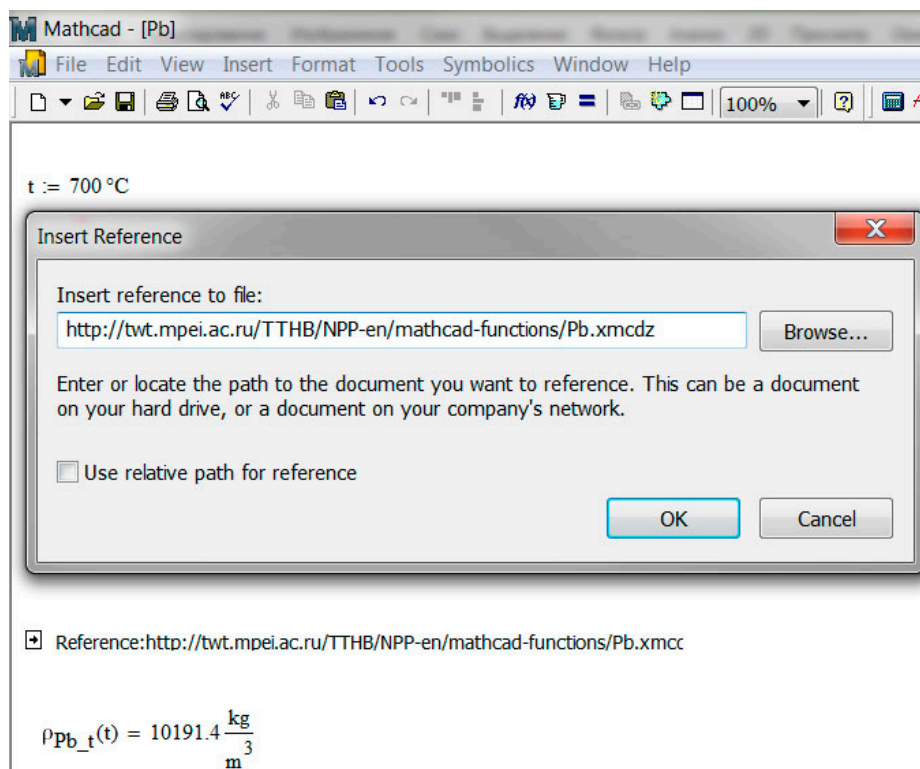 Mathcad - [Pb]
File Edit View Insert Format Tools Symbolics Window Help
ABC f(x) = 100% ?
t := 700 °C
Insert Reference
X
Insert reference to file:
http://twt.mpei.ac.ru/TTHB/NPP-en/mathcad-functions/Pb.xmcdz
Browse...
Enter or locate the path to the document you want to reference. This can be a document
on your hard drive, or a document on your company's network.
Use relative path for reference
OK Cancel
Reference:http://twt.mpei.ac.ru/TTHB/NPP-en/mathcad-functions/Pb.xmcc
ρPb_t(t) = 10191.4 kg/m³